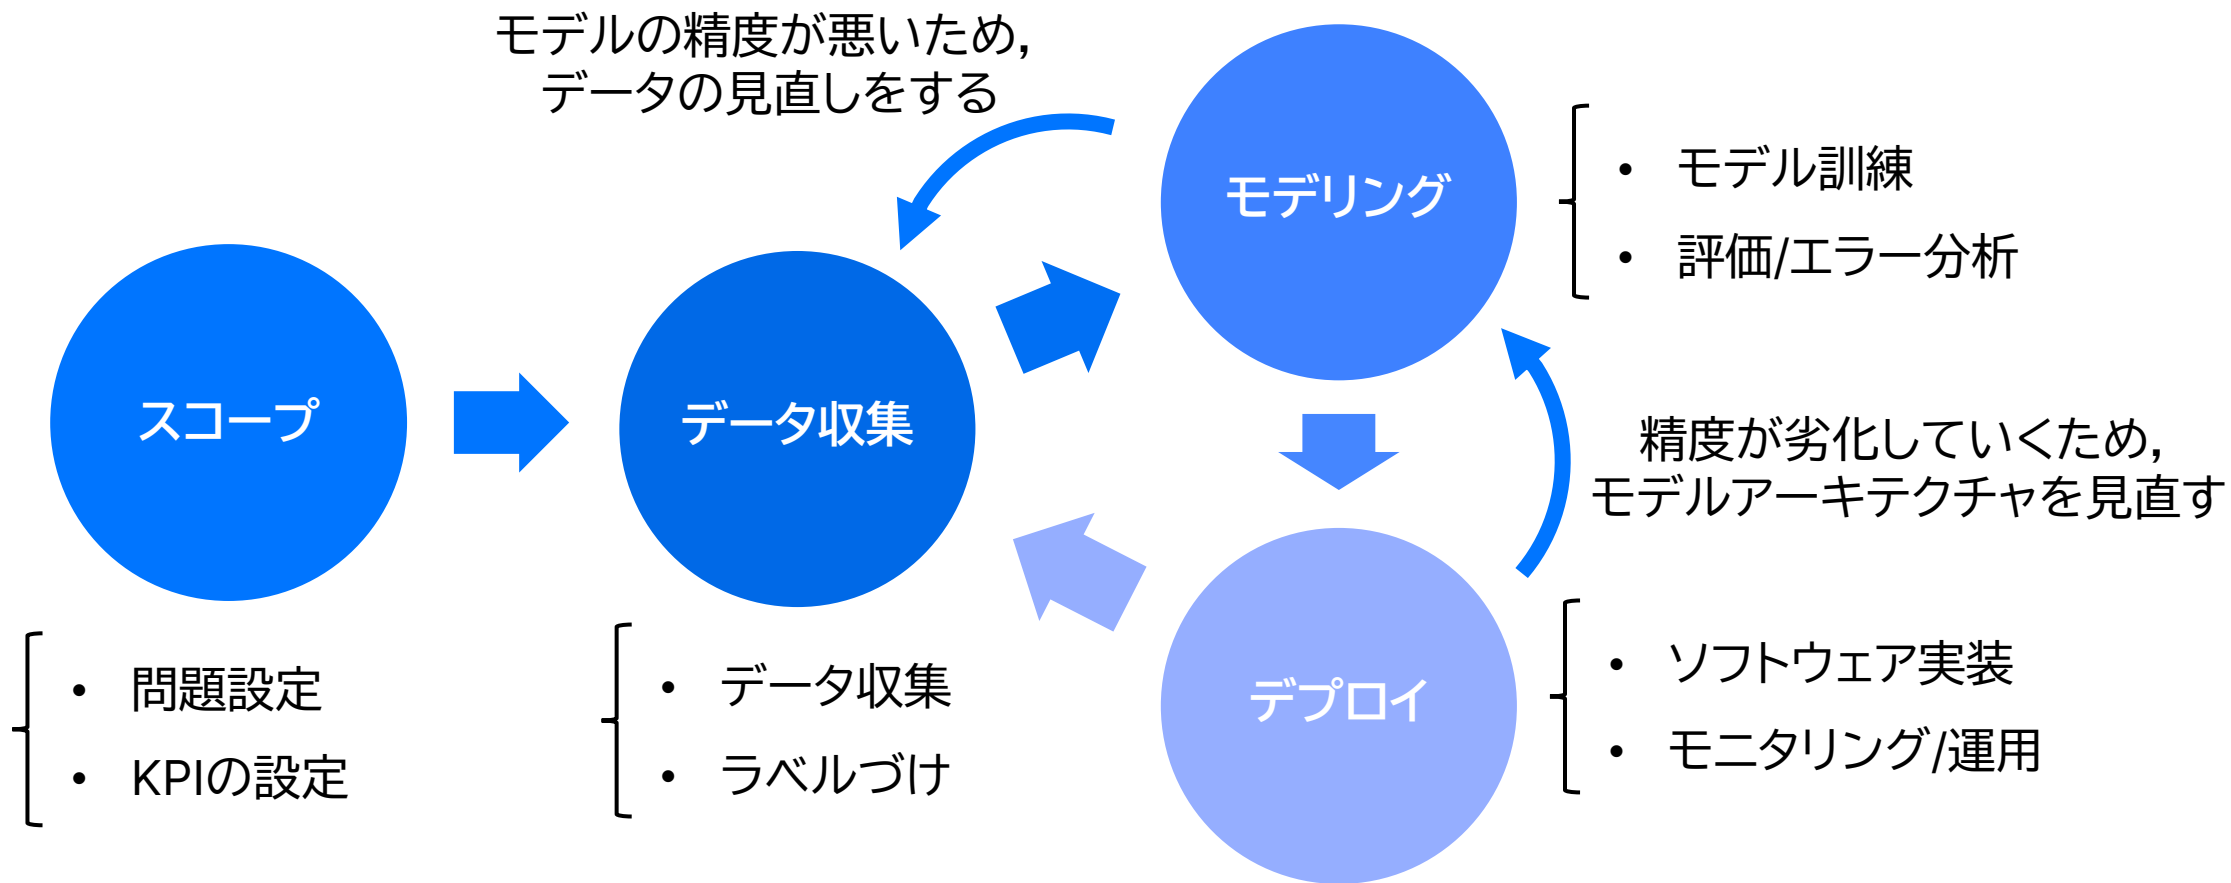 モデルの精度が悪いため,
データの見直しをする
モデリング
• モデル訓練
• 評価/エラー分析
スコープ
データ収集
精度が劣化していくため,
モデルアーキテクチャを見直す
• 問題設定
• KPIの設定
• データ収集
• ラベルづけ
デプロイ
• ソフトウェア実装
• モニタリング/運用